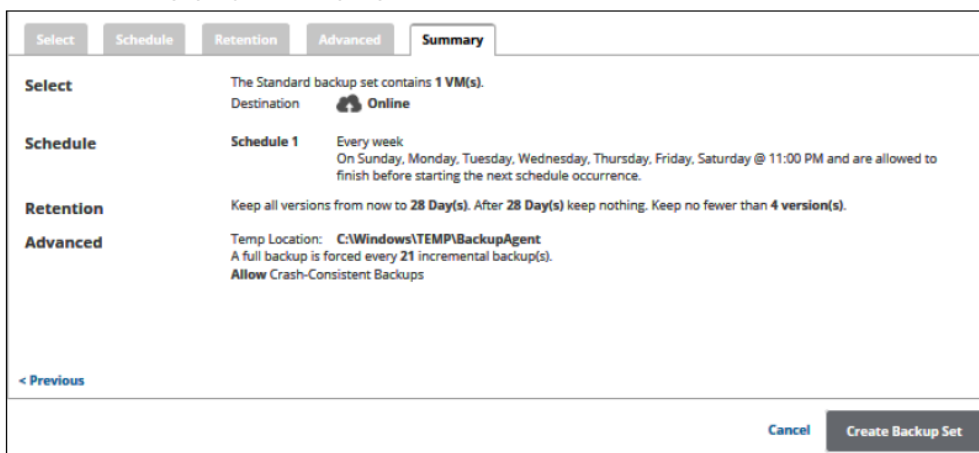 Select Schedule Retention Advanced Summary
Select The Standard backup set contains 1 VM(s).
Destination Online
Schedule Schedule 1 Every week
On Sunday, Monday, Tuesday, Wednesday, Thursday, Friday, Saturday @ 11:00 PM and are allowed to
finish before starting the next schedule occurrence.
Retention Keep all versions from now to 28 Day(s). After 28 Day(s) keep nothing. Keep no fewer than 4 version(s).
Advanced Temp Location: C:\Windows\TEMP\BackupAgent
A full backup is forced every 21 incremental backup(s).
Allow Crash-Consistent Backups
< Previous
Cancel Create Backup Set